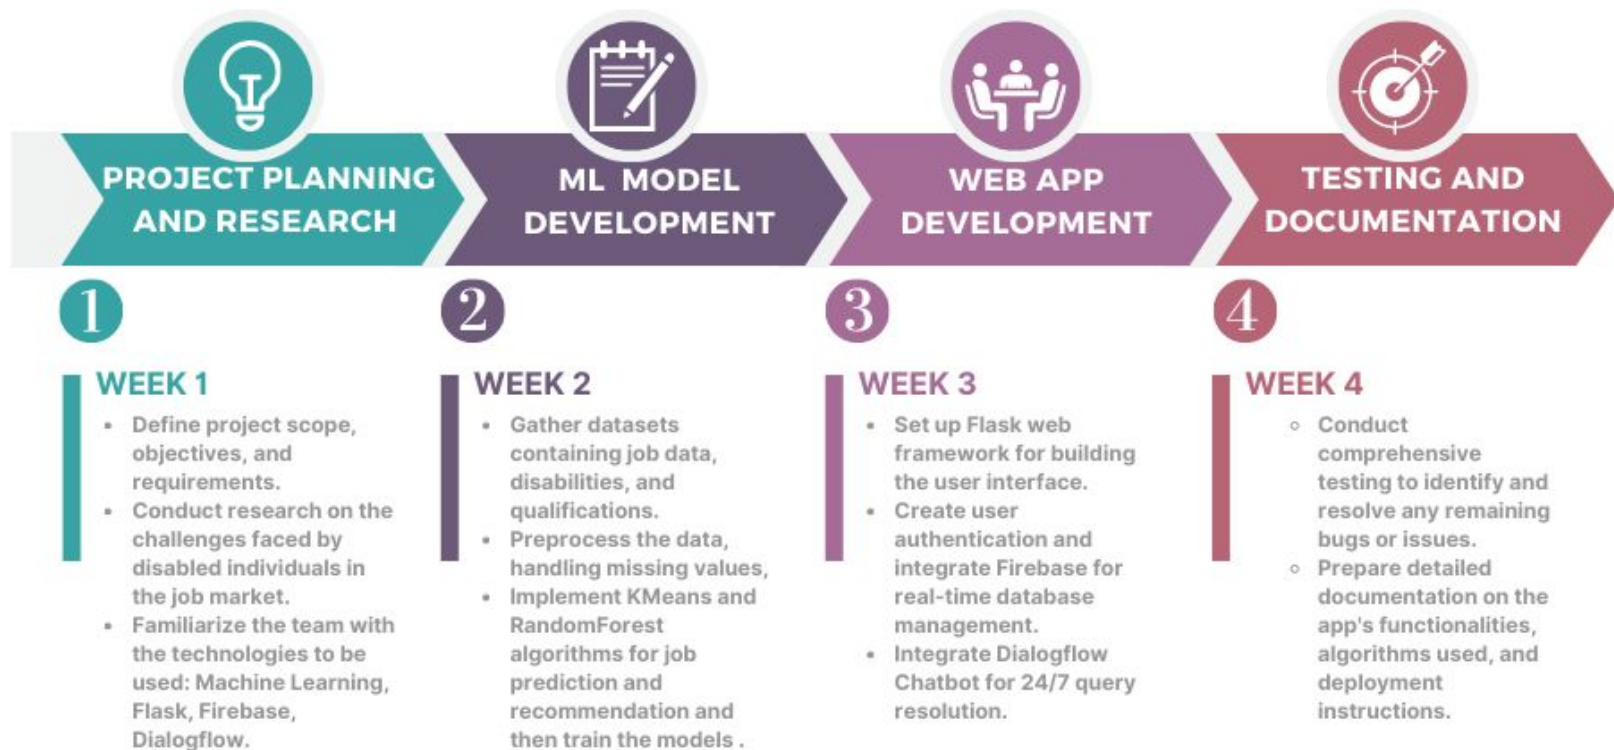 PROJECT PLANNING
AND RESEARCH
ML MODEL
DEVELOPMENT
WEB APP
DEVELOPMENT
TESTING AND
DOCUMENTATION
1
WEEK 1
• Define project scope,
objectives, and
requirements.
• Conduct research on the
challenges faced by
disabled individuals in
the job market.
• Familiarize the team with
the technologies to be
used: Machine Learning,
Flask, Firebase,
Dialogflow.
2
WEEK 2
• Gather datasets
containing job data,
disabilities, and
qualifications.
• Preprocess the data,
handling missing values,
• Implement KMeans and
RandomForest
algorithms for job
prediction and
recommendation and
then train the models .
3
WEEK 3
• Set up Flask web
framework for building
the user interface.
• Create user
authentication and
integrate Firebase for
real-time database
management.
• Integrate Dialogflow
Chatbot for 24/7 query
resolution.
4
WEEK 4
◦ Conduct
comprehensive
testing to identify and
resolve any remaining
bugs or issues.
◦ Prepare detailed
documentation on the
app's functionalities,
algorithms used, and
deployment
instructions.